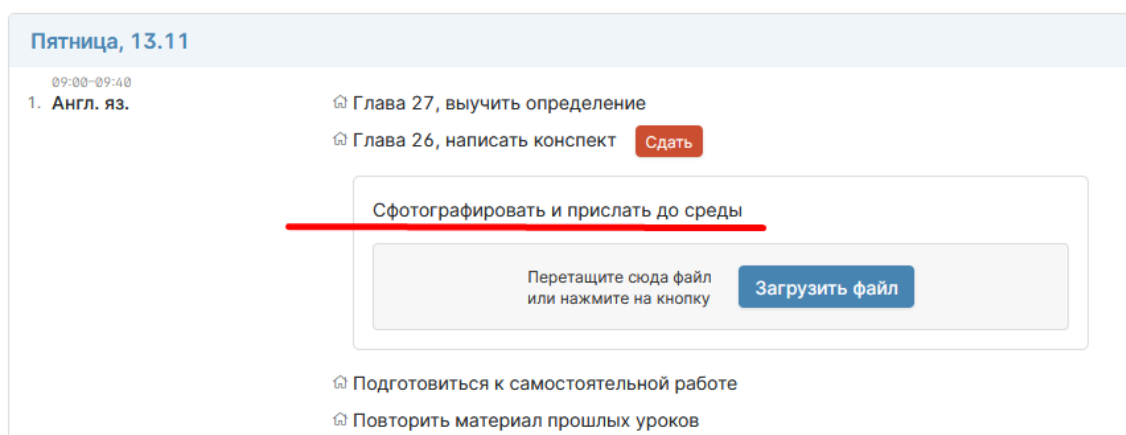 Пятница, 13.11
09:00–09:40
1. Англ. яз.
Глава 27, выучить определение
Глава 26, написать конспект Сдать
Сфотографировать и прислать до среды
Перетащите сюда файл
или нажмите на кнопку
Загрузить файл
Подготовиться к самостоятельной работе
Повторить материал прошлых уроков